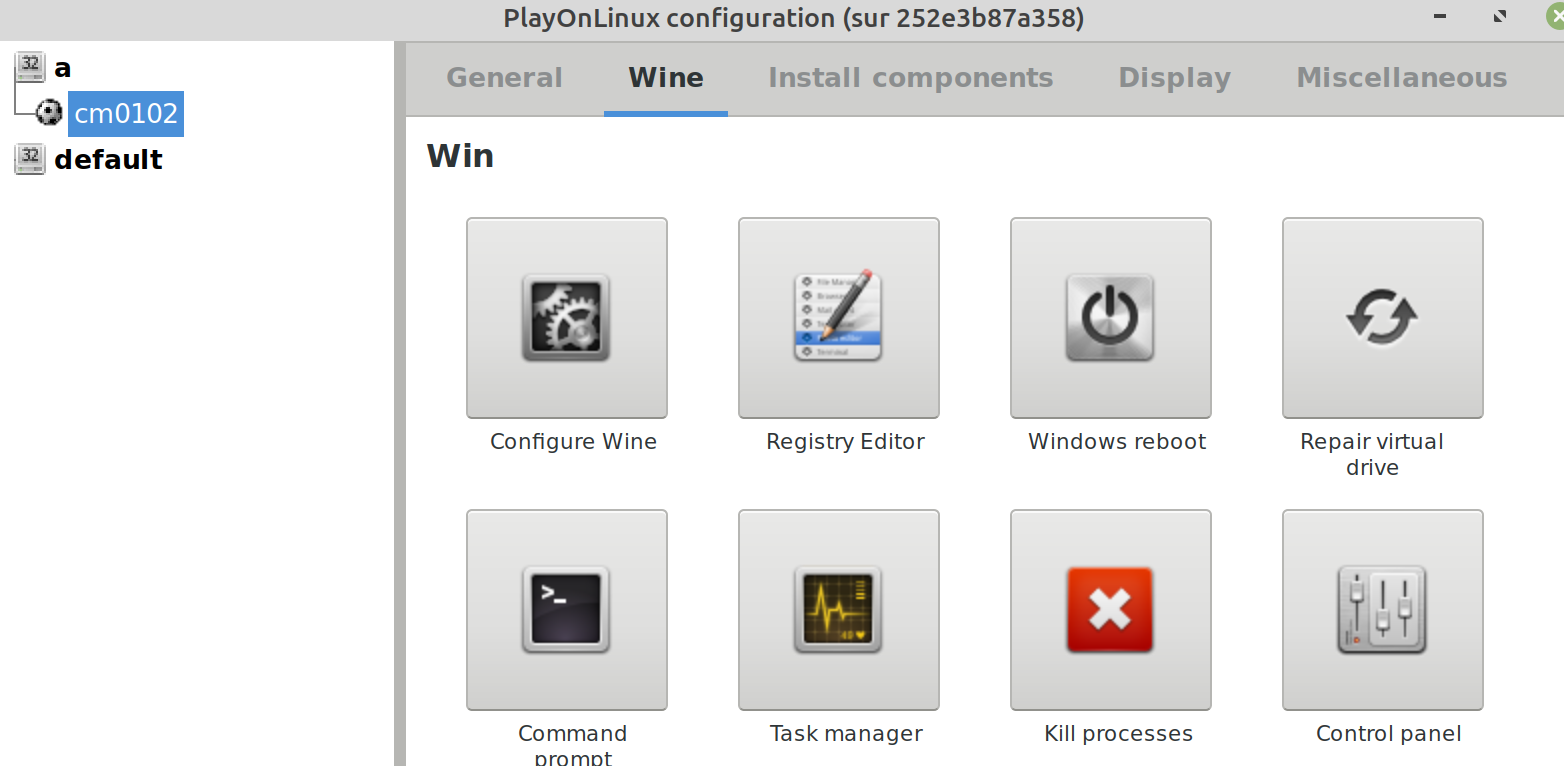 PlayOnLinux configuration (sur 252e3b87a358)
32 a
cm0102
32 default
General Wine Install components Display Miscellaneous
Win
Configure Wine Registry Editor Windows reboot Repair virtual
drive
>_
Command
prompt
Task manager Kill processes Control panel